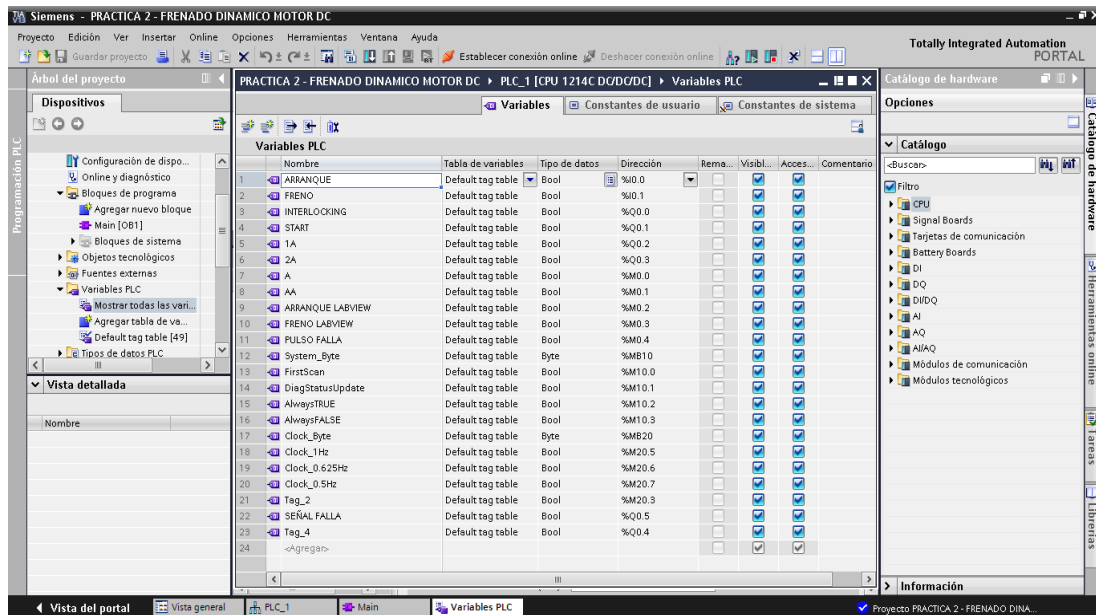 Siemens - PRACTICA 2 - FRENADO DINAMICO MOTOR DC
Proyecto Edición Ver Insertar Online Opciones Herramientas Ventana Ayuda
Totally Integrated Automation
PORTAL
Guardar proyecto Establecer conexión online Deshacer conexión online
Árbol del proyecto
Dispositivos
Programación PLC
Configuración de dispo...
Online y diagnóstico
Bloques de programa
Agregar nuevo bloque
Main [OB1]
Bloques de sistema
Objetos tecnológicos
Fuentes externas
Variables PLC
Mostrar todas las vari...
Agregar tabla de va...
Default tag table [49]
Tipos de datos PLC
Vista detallada
Nombre
PRACTICA 2 - FRENADO DINAMICO MOTOR DC PLC_1 [CPU 1214C DC/DC/DC] Variables PLC
Variables Constantes de usuario Constantes de sistema
Variables PLC
Nombre Tabla de variables Tipo de datos Dirección Rema... Visibl... Acces... Comentario
1 ARRANQUE Default tag table Bool %I0.0
2 FRENO Default tag table Bool %I0.1
3 INTERLOCKING Default tag table Bool %Q0.0
4 START Default tag table Bool %Q0.1
5 1A Default tag table Bool %Q0.2
6 2A Default tag table Bool %Q0.3
7 A Default tag table Bool %M0.0
8 AA Default tag table Bool %M0.1
9 ARRANQUE LABVIEW Default tag table Bool %M0.2
10 FRENO LABVIEW Default tag table Bool %M0.3
11 PULSO FALLA Default tag table Bool %M0.4
12 System_Byte Default tag table Byte %MB10
13 FirstScan Default tag table Bool %M10.0
14 DiagStatusUpdate Default tag table Bool %M10.1
15 AlwaysTRUE Default tag table Bool %M10.2
16 AlwaysFALSE Default tag table Bool %M10.3
17 Clock_Byte Default tag table Byte %MB20
18 Clock_1Hz Default tag table Bool %M20.5
19 Clock_0.625Hz Default tag table Bool %M20.6
20 Clock_0.5Hz Default tag table Bool %M20.7
21 Tag_2 Default tag table Bool %M20.3
22 SEÑAL FALLA Default tag table Bool %Q0.5
23 Tag_4 Default tag table Bool %Q0.4
24 <Agregar>
Catálogo de hardware
Opciones
Catálogo
<Buscar>
Filtro
CPU
Signal Boards
Tarjetas de comunicación
Battery Boards
DI
DQ
DI/DQ
AI
AQ
AI/AQ
Módulos de comunicación
Módulos tecnológicos
Información
Catálogo de hardware
Herramientas online
Tareas
Librerías
Vista del portal Vista general PLC_1 Main Variables PLC
Proyecto PRACTICA 2 - FRENADO DINA...